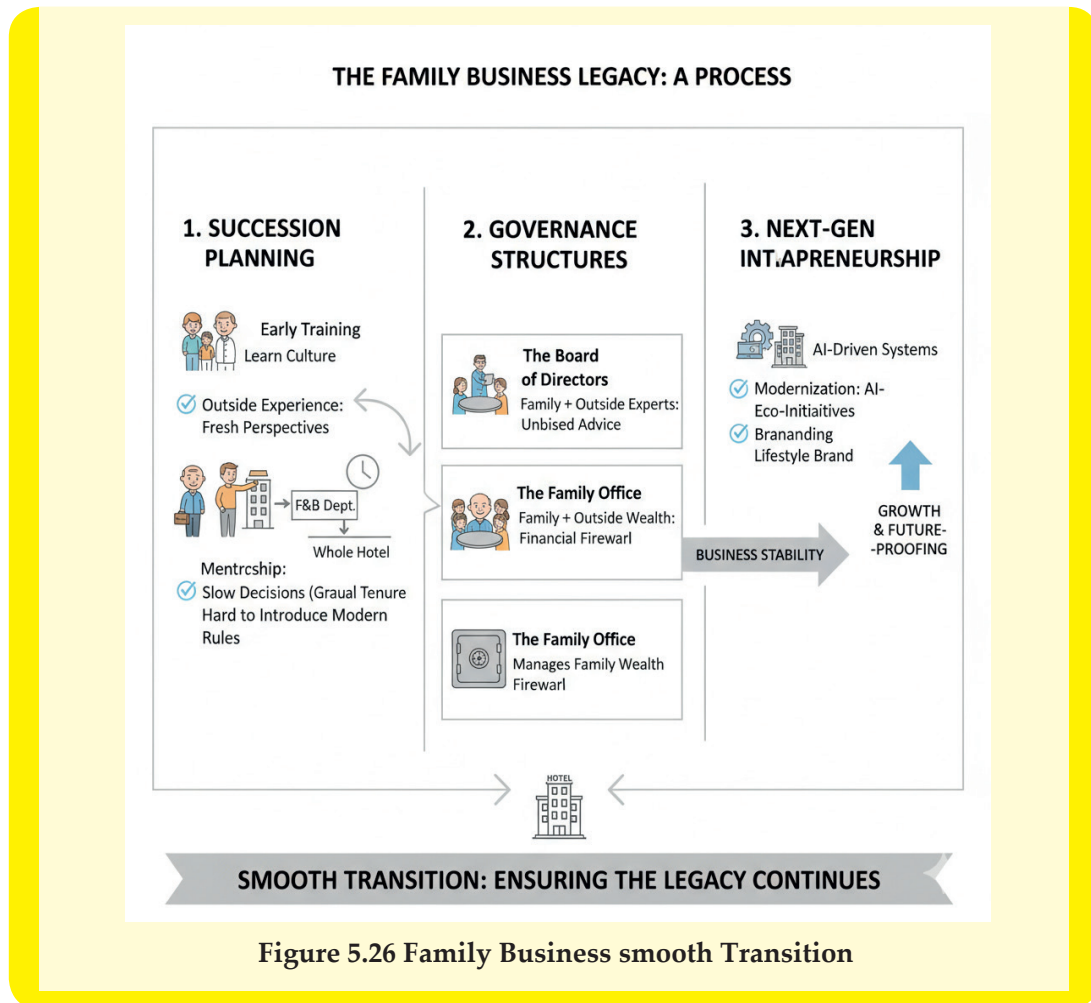 THE FAMILY BUSINESS LEGACY: A PROCESS
1. SUCCESSION
PLANNING
Early Training
Learn Culture
Outside Experience:
Fresh Perspectives
F&B Dept.
Whole Hotel
Mentrcship:
Slow Decisions (Graual Tenure
Hard to Introduce Modern
Rules
2. GOVERNANCE
STRUCTURES
The Board
of Directors
Family + Outside Experts:
Unbised Advice
The Family Office
Family + Outside Wealth:
Financial Firewarl
The Family Office
Manages Family Wealth
Firewarl
BUSINESS STABILITY
3. NEXT-GEN
INT.APRENEURSHIP
AI-Driven Systems
Modernization: AI-
Eco-Initiaitives
Brananding
Lifestyle Brand
GROWTH
& FUTURE-
-PROOFING
HOTEL
SMOOTH TRANSITION: ENSURING THE LEGACY CONTINUES
Figure 5.26 Family Business smooth Transition